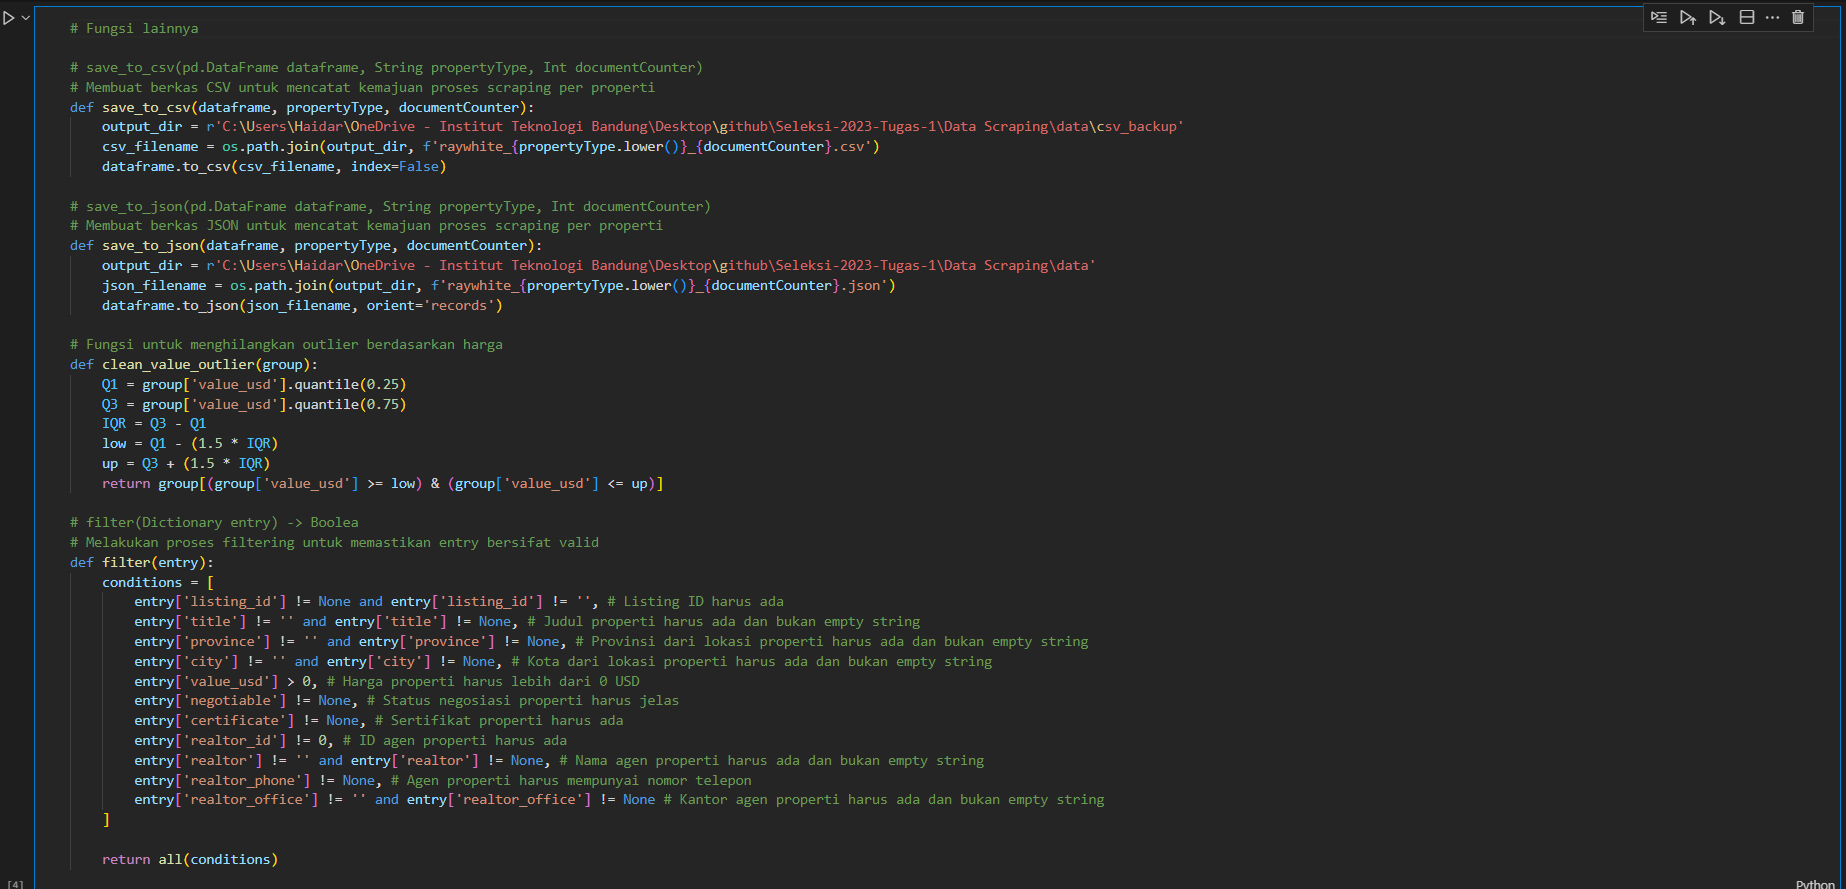 # Fungsi lainnya
# save_to_csv(pd.DataFrame dataframe, String propertyType, Int documentCounter)
# Membuat berkas CSV untuk mencatat kemajuan proses scraping per properti
def save_to_csv(dataframe, propertyType, documentCounter):
    output_dir = r'C:\Users\Haidar\OneDrive - Institut Teknologi Bandung\Desktop\github\Seleksi-2023-Tugas-1\Data Scraping\data\csv_backup'
    csv_filename = os.path.join(output_dir, f'raywhite_{propertyType.lower()}_{documentCounter}.csv')
    dataframe.to_csv(csv_filename, index=False)
# save_to_json(pd.DataFrame dataframe, String propertyType, Int documentCounter)
# Membuat berkas JSON untuk mencatat kemajuan proses scraping per properti
def save_to_json(dataframe, propertyType, documentCounter):
    output_dir = r'C:\Users\Haidar\OneDrive - Institut Teknologi Bandung\Desktop\github\Seleksi-2023-Tugas-1\Data Scraping\data'
    json_filename = os.path.join(output_dir, f'raywhite_{propertyType.lower()}_{documentCounter}.json')
    dataframe.to_json(json_filename, orient='records')
# Fungsi untuk menghilangkan outlier berdasarkan harga
def clean_value_outlier(group):
    Q1 = group['value_usd'].quantile(0.25)
    Q3 = group['value_usd'].quantile(0.75)
    IQR = Q3 - Q1
    low = Q1 - (1.5 * IQR)
    up = Q3 + (1.5 * IQR)
    return group[(group['value_usd'] >= low) & (group['value_usd'] <= up)]
# filter(Dictionary entry) -> Boolea
# Melakukan proses filtering untuk memastikan entry bersifat valid
def filter(entry):
    conditions = [
        entry['listing_id'] != None and entry['listing_id'] != '', # Listing ID harus ada
        entry['title'] != '' and entry['title'] != None, # Judul properti harus ada dan bukan empty string
        entry['province'] != '' and entry['province'] != None, # Provinsi dari lokasi properti harus ada dan bukan empty string
        entry['city'] != '' and entry['city'] != None, # Kota dari lokasi properti harus ada dan bukan empty string
        entry['value_usd'] > 0, # Harga properti harus lebih dari 0 USD
        entry['negotiable'] != None, # Status negosiasi properti harus jelas
        entry['certificate'] != None, # Sertifikat properti harus ada
        entry['realtor_id'] != 0, # ID agen properti harus ada
        entry['realtor'] != '' and entry['realtor'] != None, # Nama agen properti harus ada dan bukan empty string
        entry['realtor_phone'] != None, # Agen properti harus mempunyai nomor telepon
        entry['realtor_office'] != '' and entry['realtor_office'] != None # Kantor agen properti harus ada dan bukan empty string
    ]
    return all(conditions)
[4]
Python